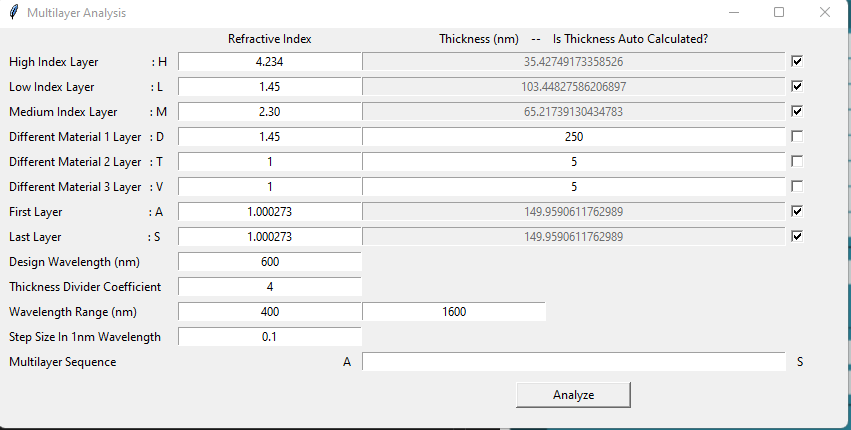 Multilayer Analysis
Refractive Index Thickness (nm) -- Is Thickness Auto Calculated?
High Index Layer : H 4.234 35.42749173358526
Low Index Layer : L 1.45 103.44827586206897
Medium Index Layer : M 2.30 65.21739130434783
Different Material 1 Layer : D 1.45 250
Different Material 2 Layer : T 1 5
Different Material 3 Layer : V 1 5
First Layer : A 1.000273 149.9590611762989
Last Layer : S 1.000273 149.9590611762989
Design Wavelength (nm) 600
Thickness Divider Coefficient 4
Wavelength Range (nm) 400 1600
Step Size In 1nm Wavelength 0.1
Multilayer Sequence A S
Analyze